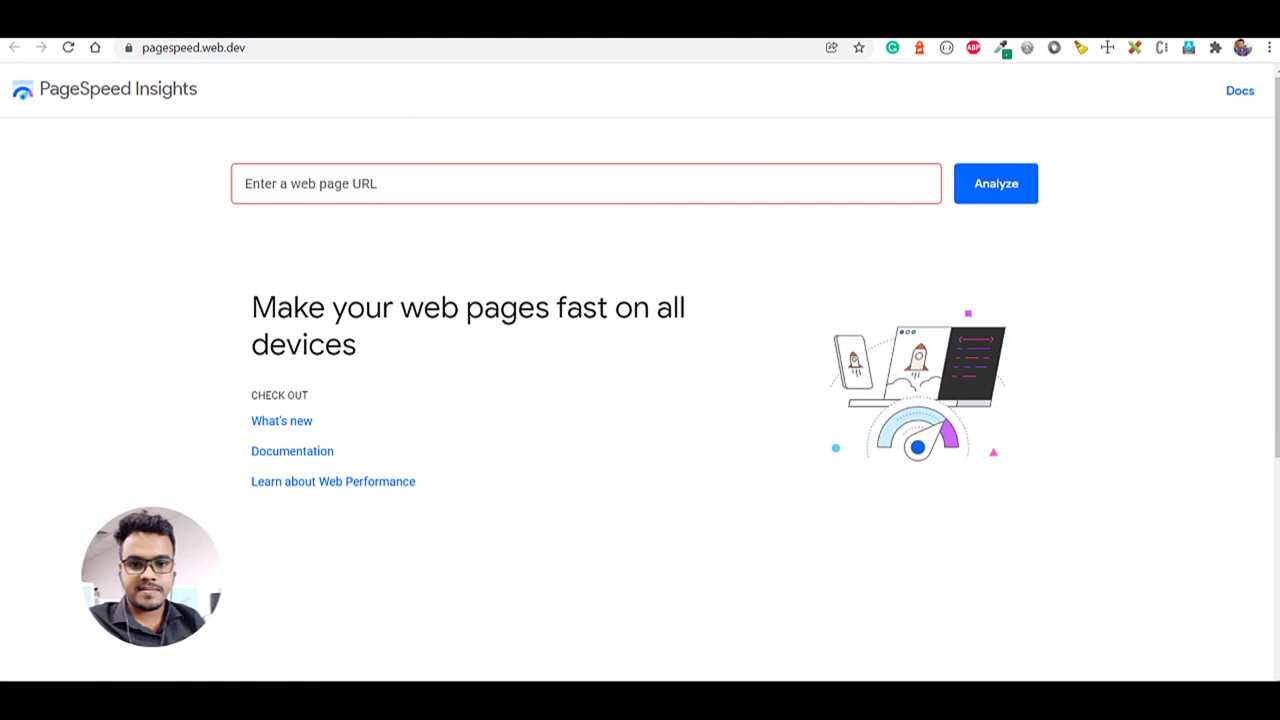 pagespeed.web.dev
ABP
PageSpeed Insights
Docs
Enter a web page URL
Analyze
Make your web pages fast on all
devices
CHECK OUT
What's new
Documentation
Learn about Web Performance